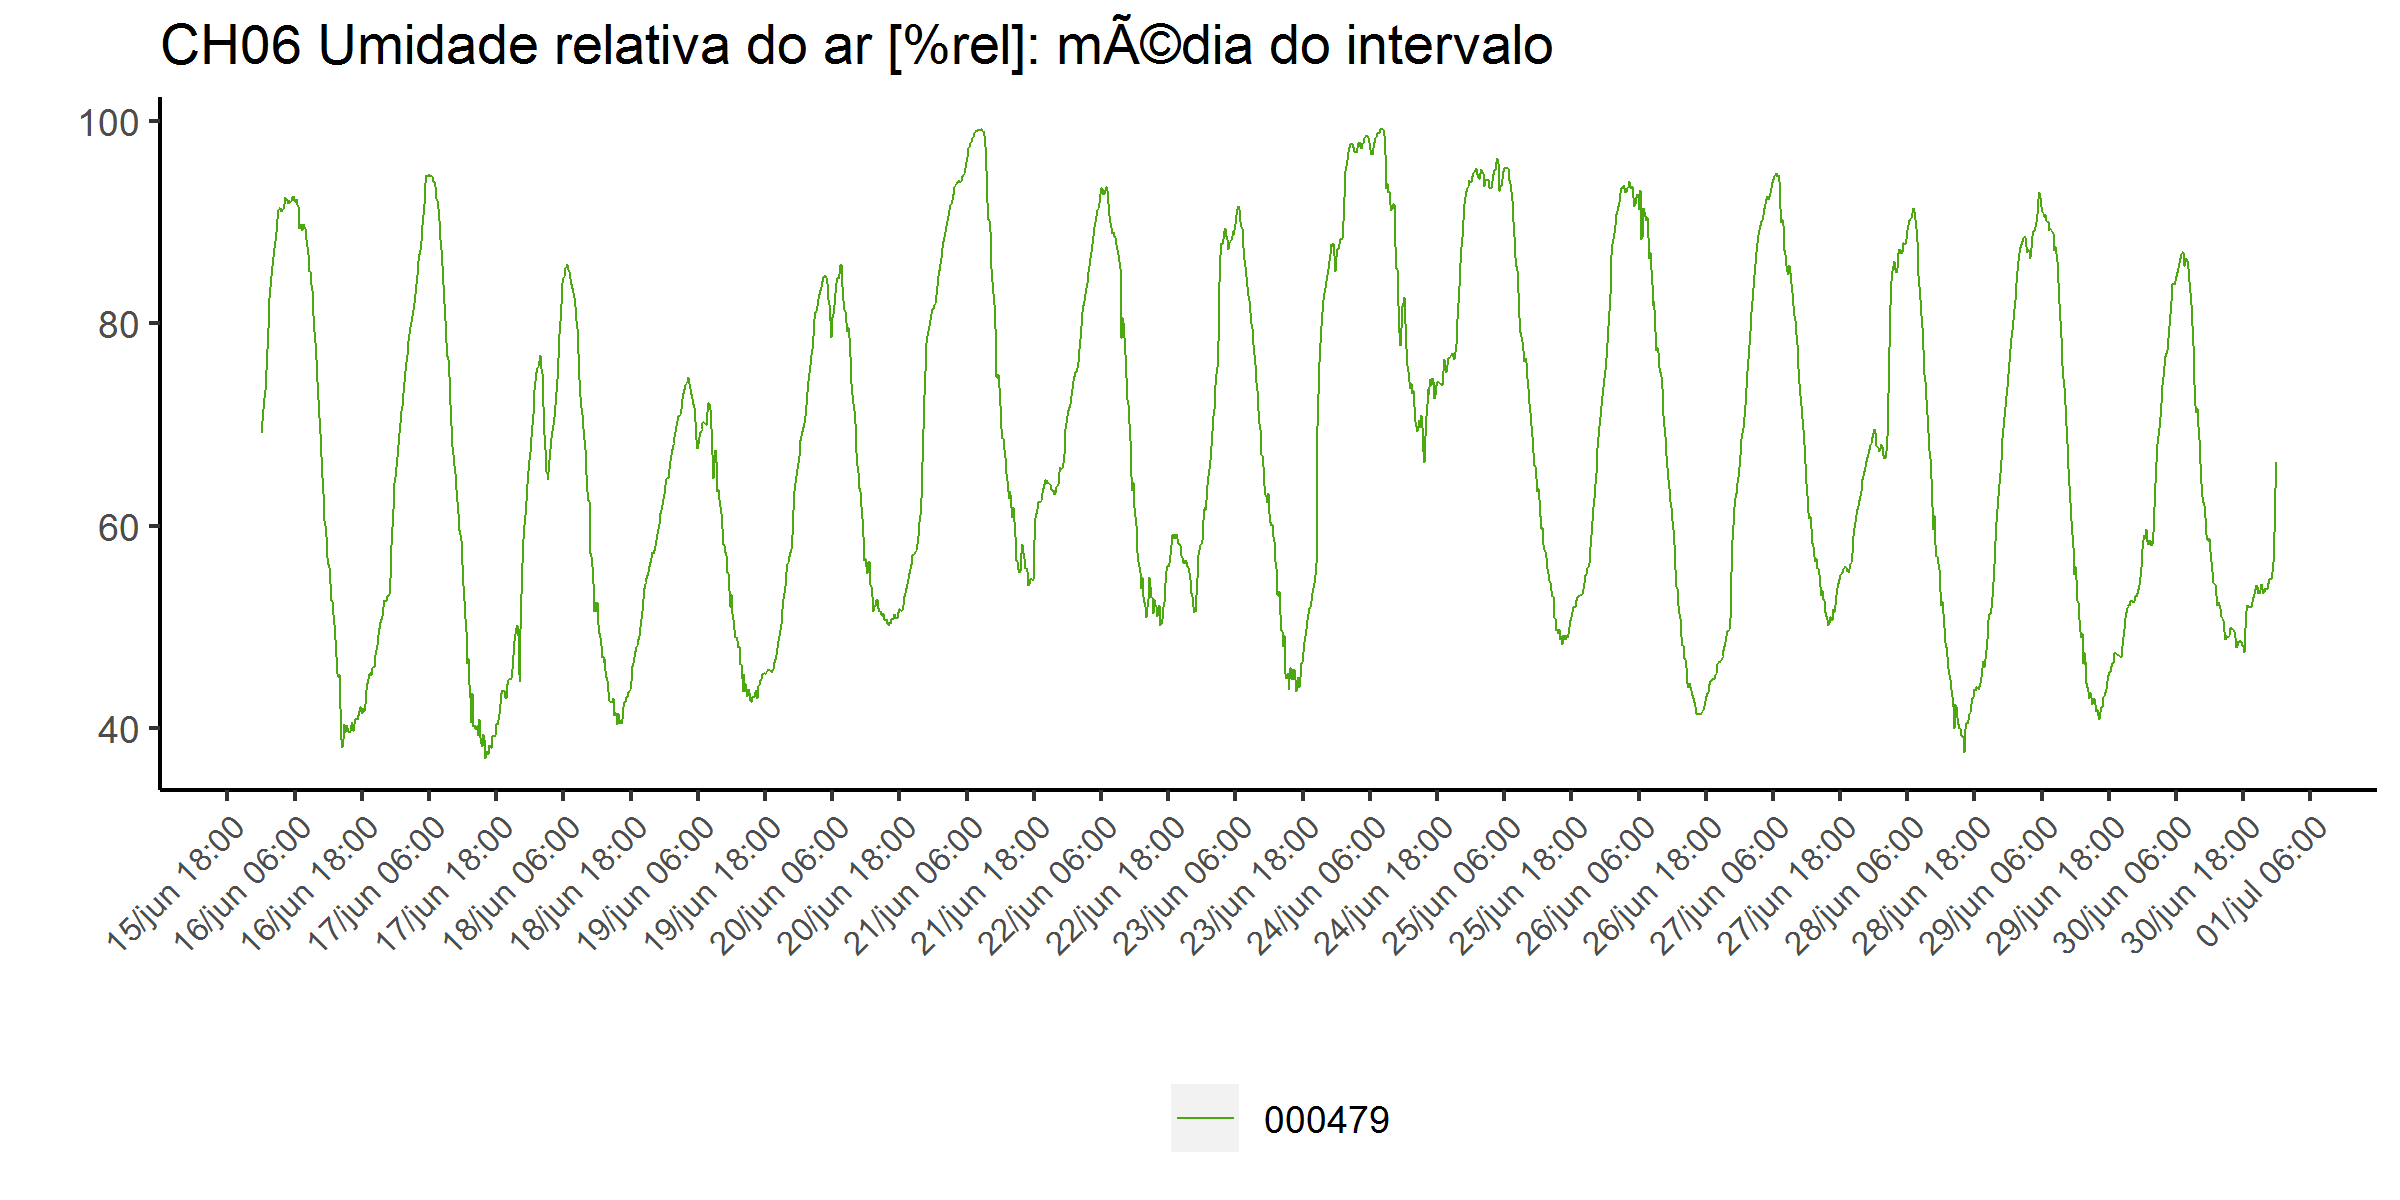 CH06 Umidade relativa do ar [%rel]: mÃ©dia do intervalo
100
80
60
40
15/jun 18:00
16/jun 06:00
16/jun 18:00
17/jun 06:00
17/jun 18:00
18/jun 06:00
18/jun 18:00
19/jun 06:00
19/jun 18:00
20/jun 06:00
20/jun 18:00
21/jun 06:00
21/jun 18:00
22/jun 06:00
22/jun 18:00
23/jun 06:00
23/jun 18:00
24/jun 06:00
24/jun 18:00
25/jun 06:00
25/jun 18:00
26/jun 06:00
26/jun 18:00
27/jun 06:00
27/jun 18:00
28/jun 06:00
28/jun 18:00
29/jun 06:00
29/jun 18:00
30/jun 06:00
30/jun 18:00
01/jul 06:00
000479